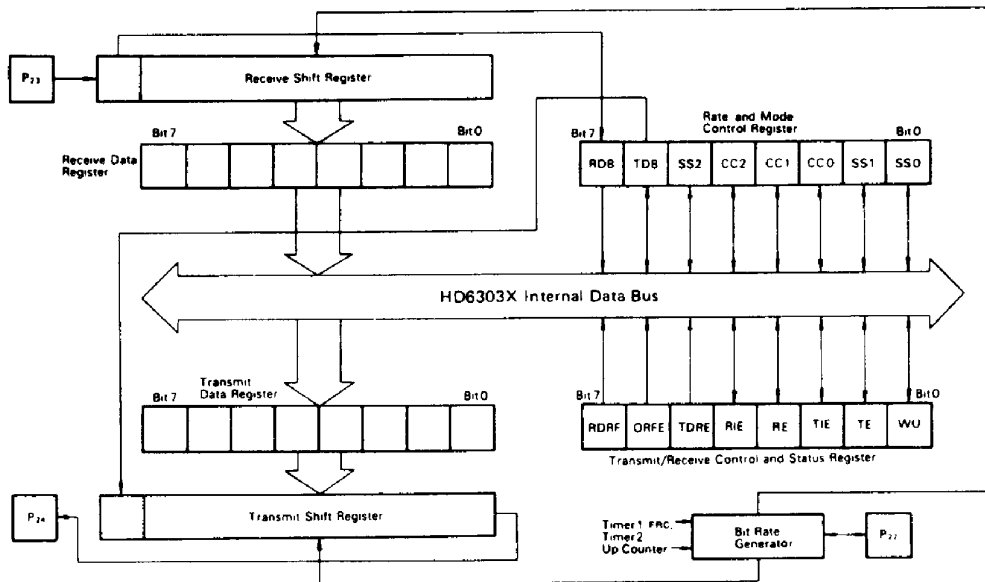 P23
Receive Shift Register
Bit 7
Bit 0
Receive Data
Register
Rate and Mode
Control Register
Bit 7
Bit 0
RD8 TD8 SS2 CC2 CC1 CC0 SS1 SS0
HD6303X Internal Data Bus
Transmit
Data Register
Bit 7
Bit 0
Bit 7
Bit 0
RDRF ORFE TDRE RIE RE TIE TE WU
Transmit/Receive Control and Status Register
P24
Transmit Shift Register
Timer 1 FRC,
Timer 2
Up Counter
Bit Rate
Generator
P22